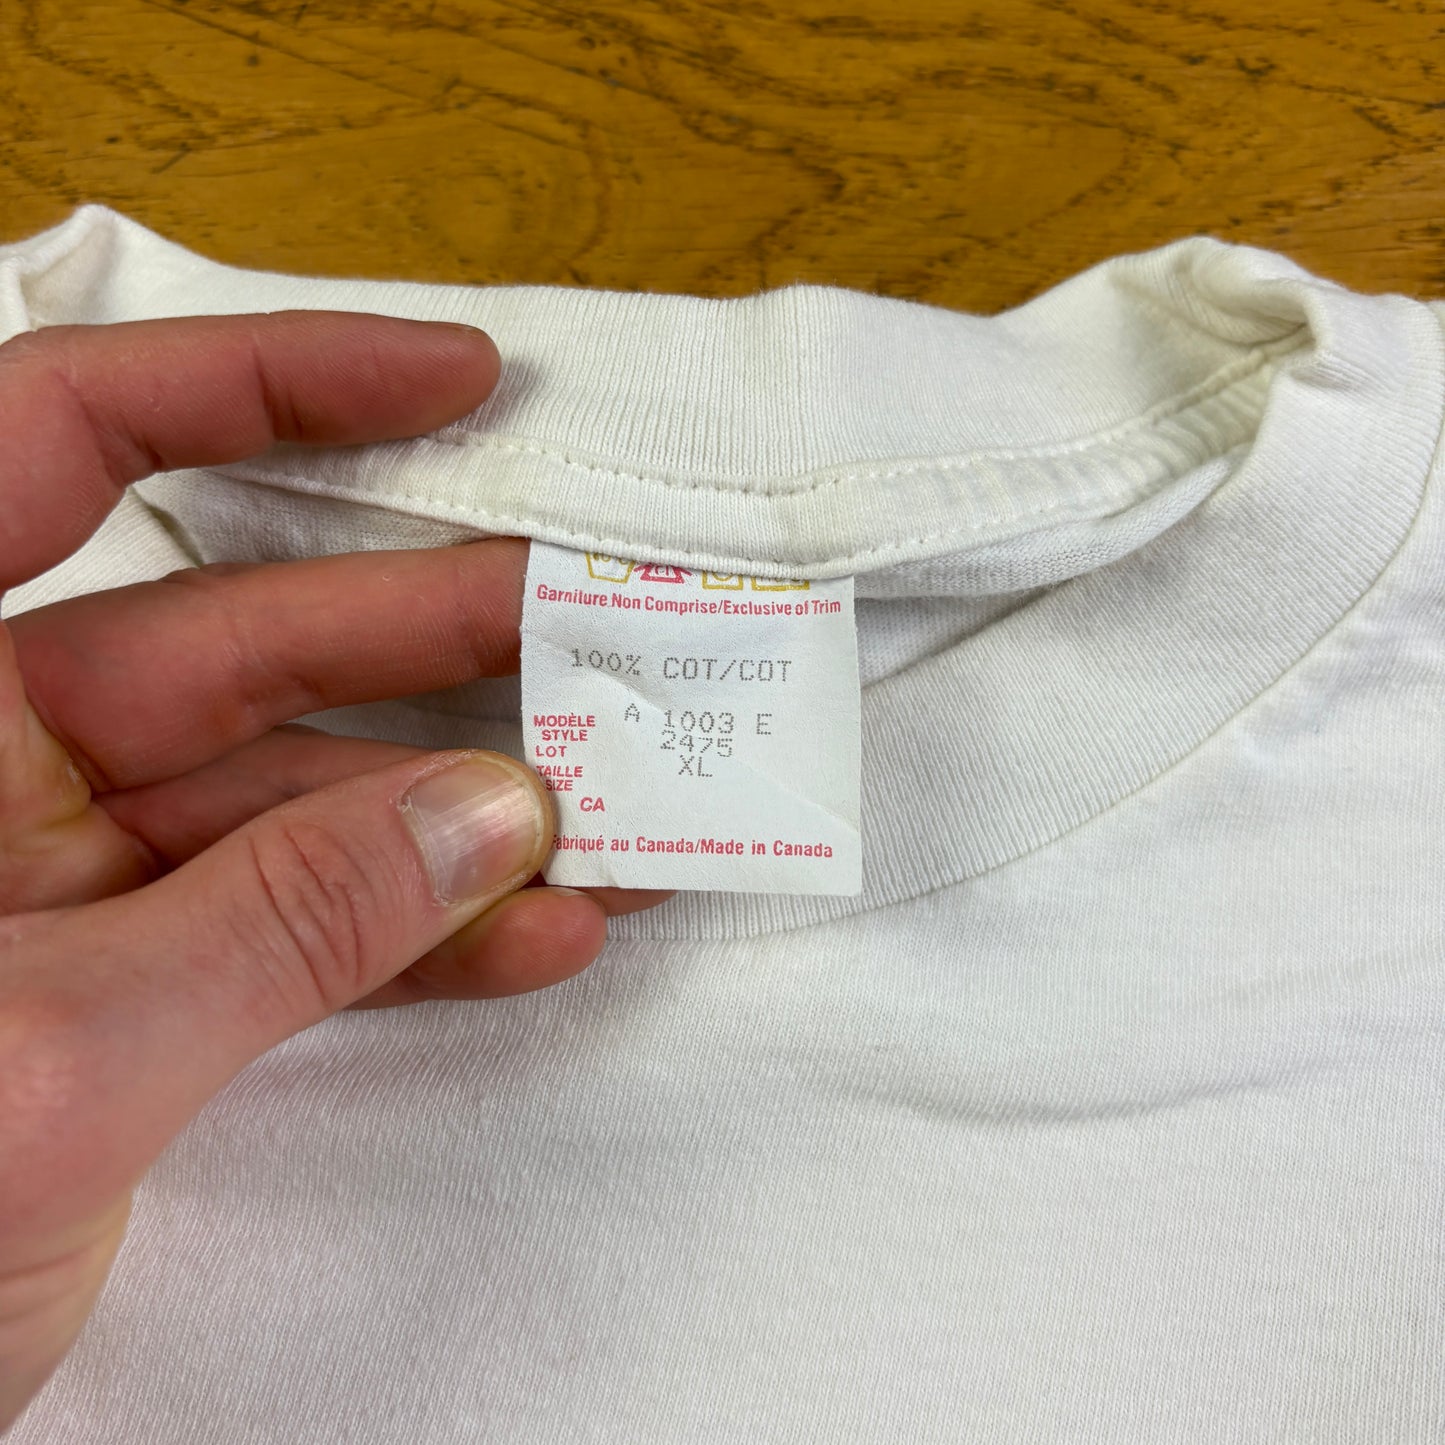 Garniture Non Comprise/Exclusive of Trim
100% COT/COT
MODÈLE A 1003 E
STYLE
LOT 2475
TAILLE XL
SIZE
CA
Fabriqué au Canada/Made in Canada